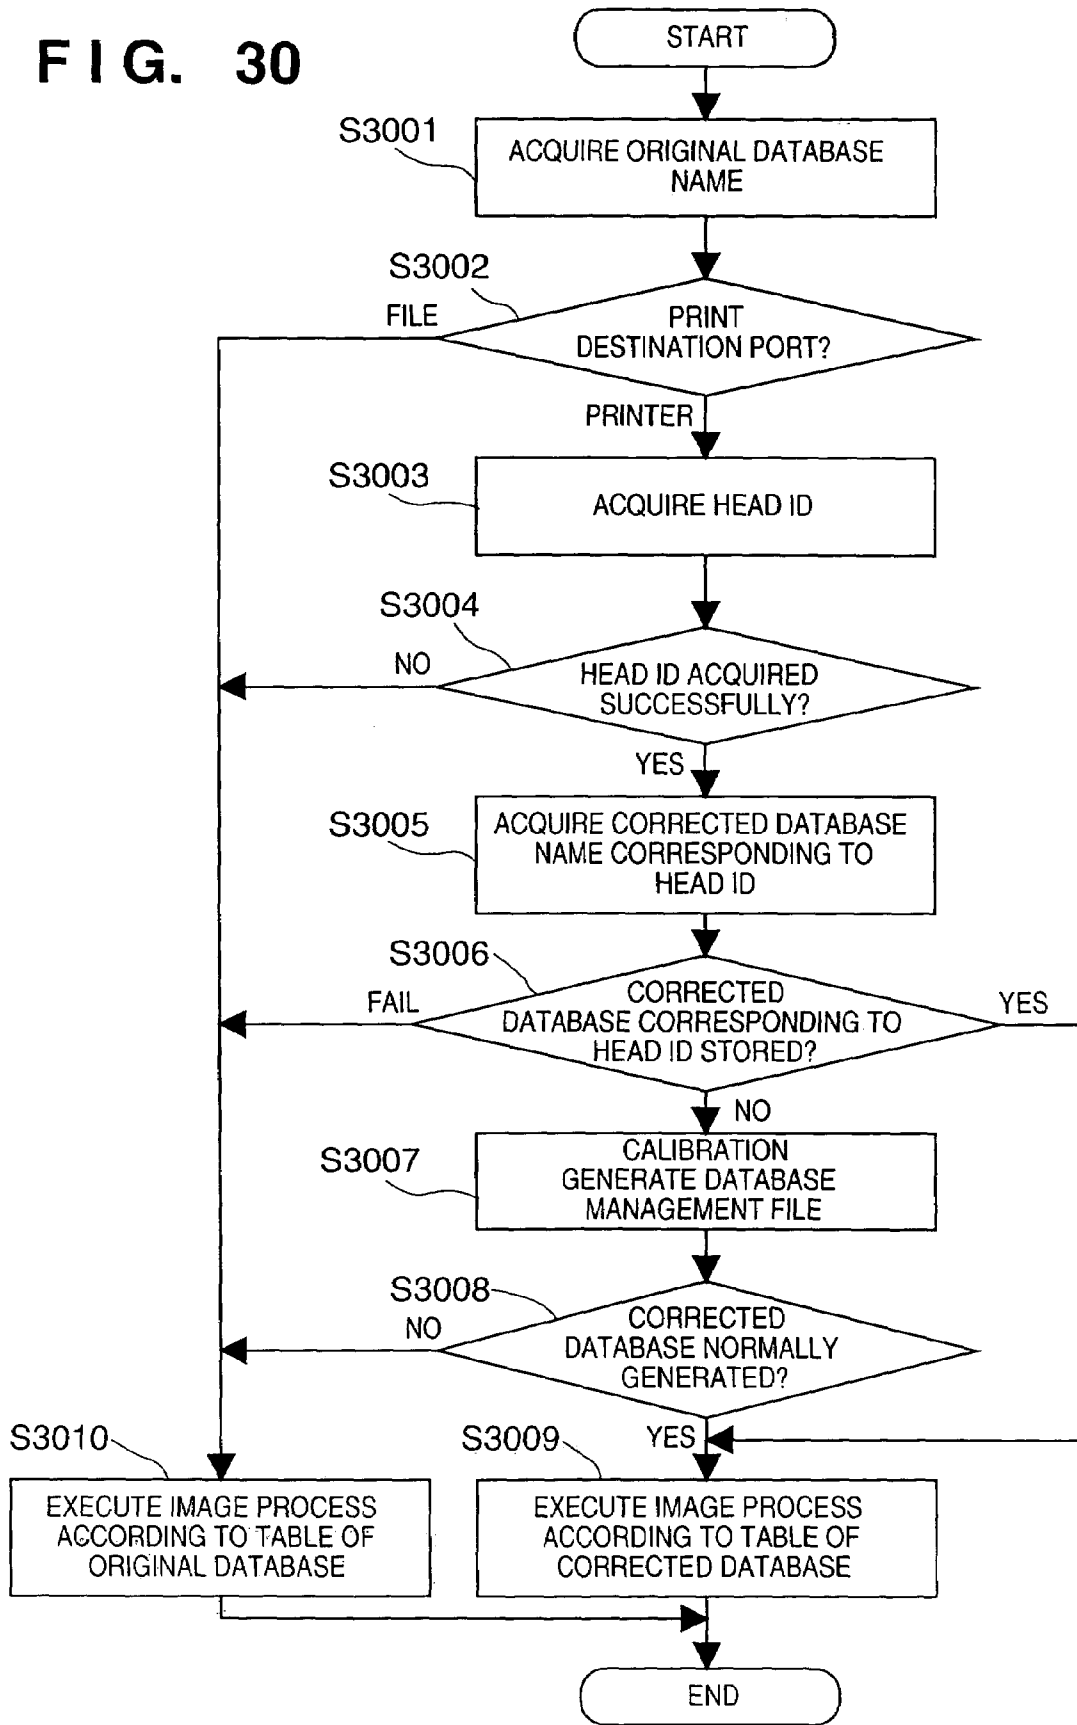 FIG. 30
START
S3001
ACQUIRE ORIGINAL DATABASE
NAME
S3002
FILE
PRINT
DESTINATION PORT?
PRINTER
S3003
ACQUIRE HEAD ID
S3004
NO
HEAD ID ACQUIRED
SUCCESSFULLY?
YES
S3005
ACQUIRE CORRECTED DATABASE
NAME CORRESPONDING TO
HEAD ID
S3006
FAIL
CORRECTED
DATABASE CORRESPONDING TO
HEAD ID STORED?
YES
NO
S3007
CALIBRATION
GENERATE DATABASE
MANAGEMENT FILE
S3008
NO
CORRECTED
DATABASE NORMALLY
GENERATED?
YES
S3010
EXECUTE IMAGE PROCESS
ACCORDING TO TABLE OF
ORIGINAL DATABASE
S3009
EXECUTE IMAGE PROCESS
ACCORDING TO TABLE OF
CORRECTED DATABASE
END